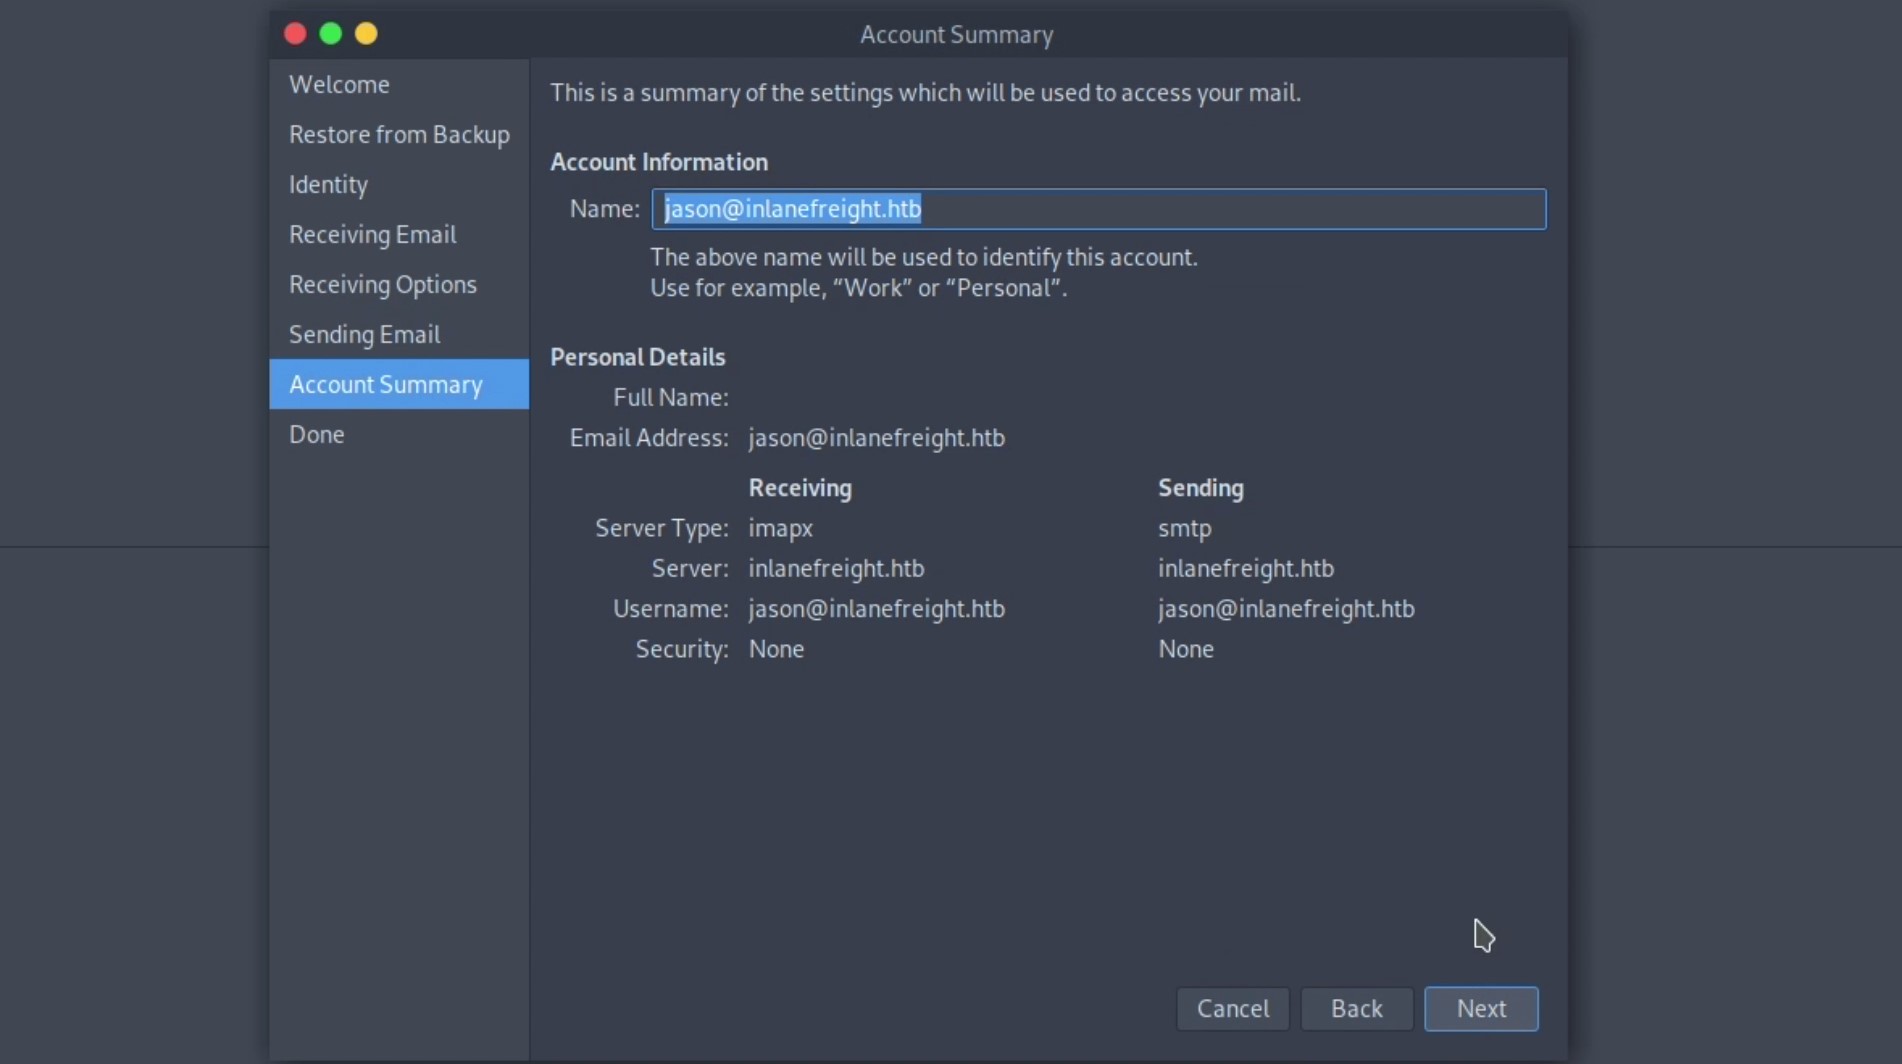 Account Summary
Welcome
Restore from Backup
Identity
Receiving Email
Receiving Options
Sending Email
Account Summary
Done
This is a summary of the settings which will be used to access your mail.
Account Information
Name: jason@inlanefreight.htb
The above name will be used to identify this account.
Use for example, “Work” or “Personal”.
Personal Details
Full Name:
Email Address: jason@inlanefreight.htb
Receiving Sending
Server Type: imapx smtp
Server: inlanefreight.htb inlanefreight.htb
Username: jason@inlanefreight.htb jason@inlanefreight.htb
Security: None None
Cancel Back Next